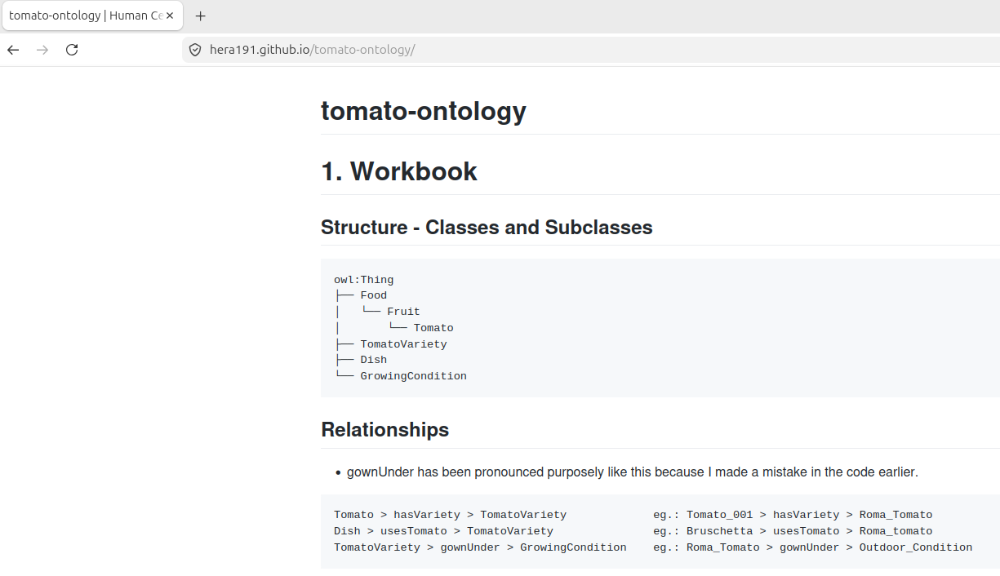 tomato-ontology | Human Ce
hera191.github.io/tomato-ontology/
tomato-ontology
1. Workbook
Structure - Classes and Subclasses
owl:Thing
├── Food
│   └── Fruit
│       └── Tomato
├── TomatoVariety
├── Dish
└── GrowingCondition
Relationships
• gownUnder has been pronounced purposely like this because I made a mistake in the code earlier.
Tomato > hasVariety > TomatoVariety             eg.: Tomato_001 > hasVariety > Roma_Tomato
Dish > usesTomato > TomatoVariety               eg.: Bruschetta > usesTomato > Roma_tomato
TomatoVariety > gownUnder > GrowingCondition    eg.: Roma_Tomato > gownUnder > Outdoor_Condition